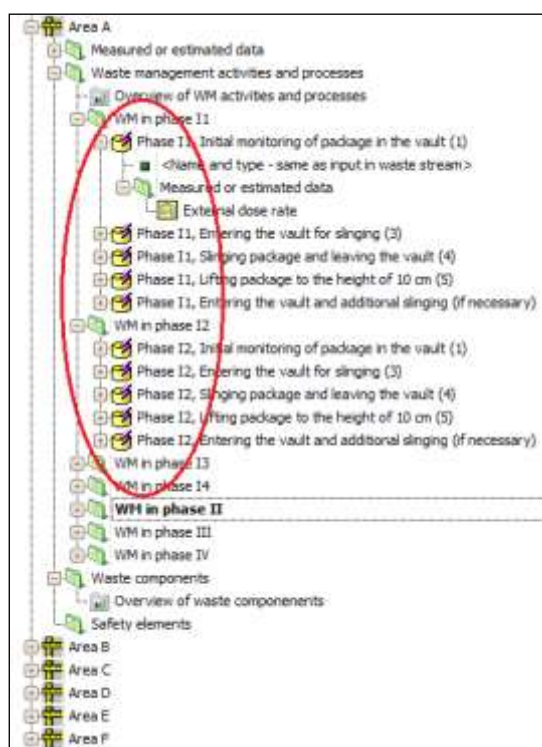 Area A
Measured or estimated data
Waste management activities and processes
Overview of WM activities and processes
WM in phase I1
Phase I1, Initial monitoring of package in the vault (1)
<Name and type - same as input in waste stream>
Measured or estimated data
External dose rate
Phase I1, Entering the vault for slinging (3)
Phase I1, Slinging package and leaving the vault (4)
Phase I1, Lifting package to the height of 10 cm (5)
Phase I1, Entering the vault and additional slinging (if necessary)
WM in phase I2
Phase I2, Initial monitoring of package in the vault (1)
Phase I2, Entering the vault for slinging (3)
Phase I2, Slinging package and leaving the vault (4)
Phase I2, Lifting package to the height of 10 cm (5)
Phase I2, Entering the vault and additional slinging (if necessary)
WM in phase I3
WM in phase I4
WM in phase II
WM in phase III
WM in phase IV
Waste components
Overview of waste componenents
Safety elements
Area B
Area C
Area D
Area E
Area F